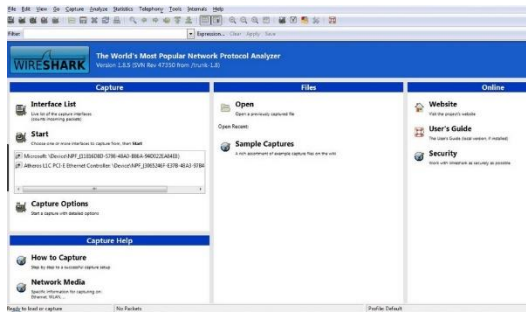 File Edit View Go Capture Analyze Statistics Telephony Tools Internals Help
Filter: Expression... Clear Apply Save
WIRESHARK
The World's Most Popular Network Protocol Analyzer
Version 1.8.5 (SVN Rev 47350 from /trunk-1.8)
Capture
Interface List
Live list of the capture interfaces
(counts incoming packets)
Start
Choose one or more interfaces to capture from, then Start
Capture Options
Start a capture with detailed options
Capture Help
How to Capture
Step by step to a successful capture setup
Network Media
Specific information for capturing on:
Ethernet, WLAN, ...
Files
Open
Open a previously captured file
Open Recent:
Sample Captures
A rich assortment of example capture files on the wiki
Online
Website
Visit the project's website
User's Guide
The User's Guide (local version, if installed)
Security
Work with Wireshark as securely as possible
Ready to load or capture
No Packets
Profile: Default